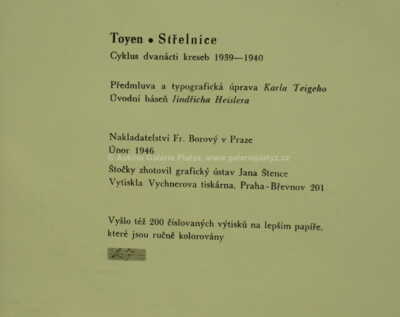 Toyen • Střelnice
Cyklus dvanácti kreseb 1939—1940
Předmluva a typografická úprava Karla Teigeho
Úvodní báseň Jindřicha Heislera
Nakladatelství Fr. Borový v Praze
Únor 1946
© Aukční Galerie Platýz, www.galerieplatyz.cz
Štočky zhotovil grafický ústav Jana Štence
Vytiskla Vychnerova tiskárna, Praha-Břevnov 201
Vyšlo též 200 číslovaných výtisků na lepším papíře,
které jsou ručně kolorovány